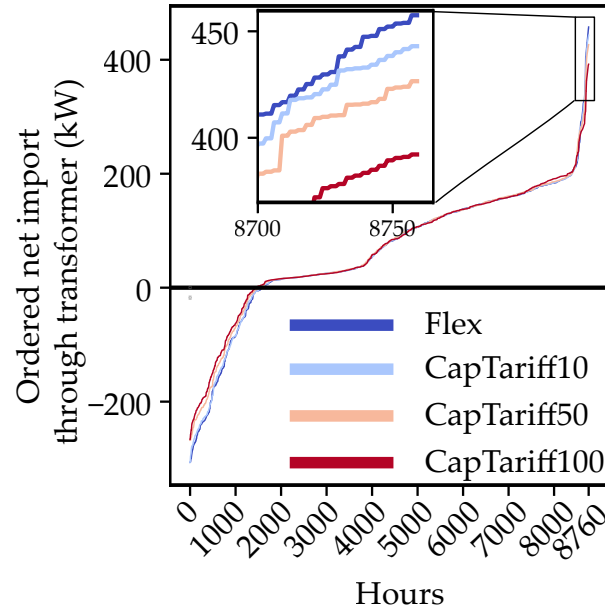 Ordered net import
through transformer (kW)
400
200
0
−200
450
400
8700
8750
Flex
CapTariff10
CapTariff50
CapTariff100
0
1000
2000
3000
4000
5000
6000
7000
8000
8760
Hours